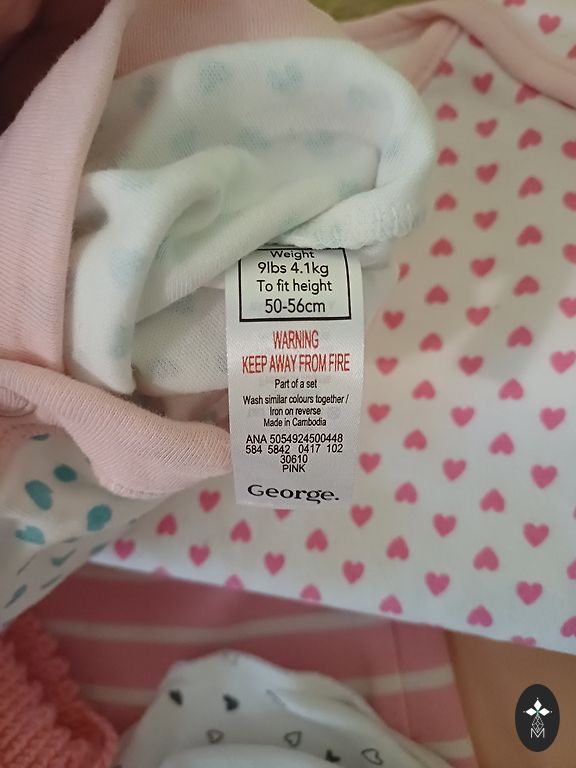 Weight
9lbs 4.1kg
To fit height
50-56cm
WARNING
KEEP AWAY FROM FIRE
Part of a set
Wash similar colours together /
Iron on reverse
Made in Cambodia
ANA 5054924500448
584 5842 0417 102
30610
PINK
George.
M